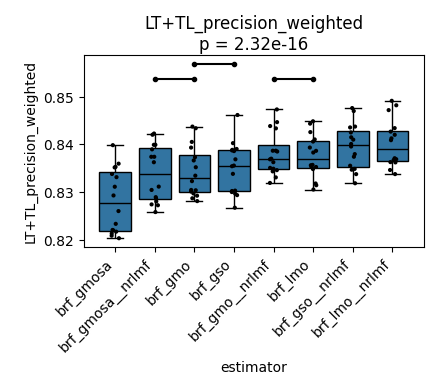 LT+TL_precision_weighted
p = 2.32e-16
LT+TL_precision_weighted
0.85
0.84
0.83
0.82
brf_gmosa
brf_gmosa__nrlmf
brf_gmo
brf_gso
brf_gmo__nrlmf
brf_lmo
brf_gso__nrlmf
brf_lmo__nrlmf
estimator